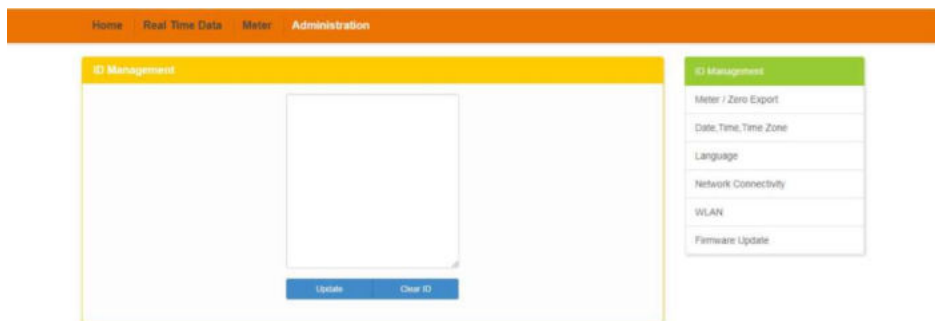 Home Real Time Data Meter Administration
ID Management
Update Clear ID
ID Management
Meter / Zero Export
Date,Time,Time Zone
Language
Network Connectivity
WLAN
Firmware Update